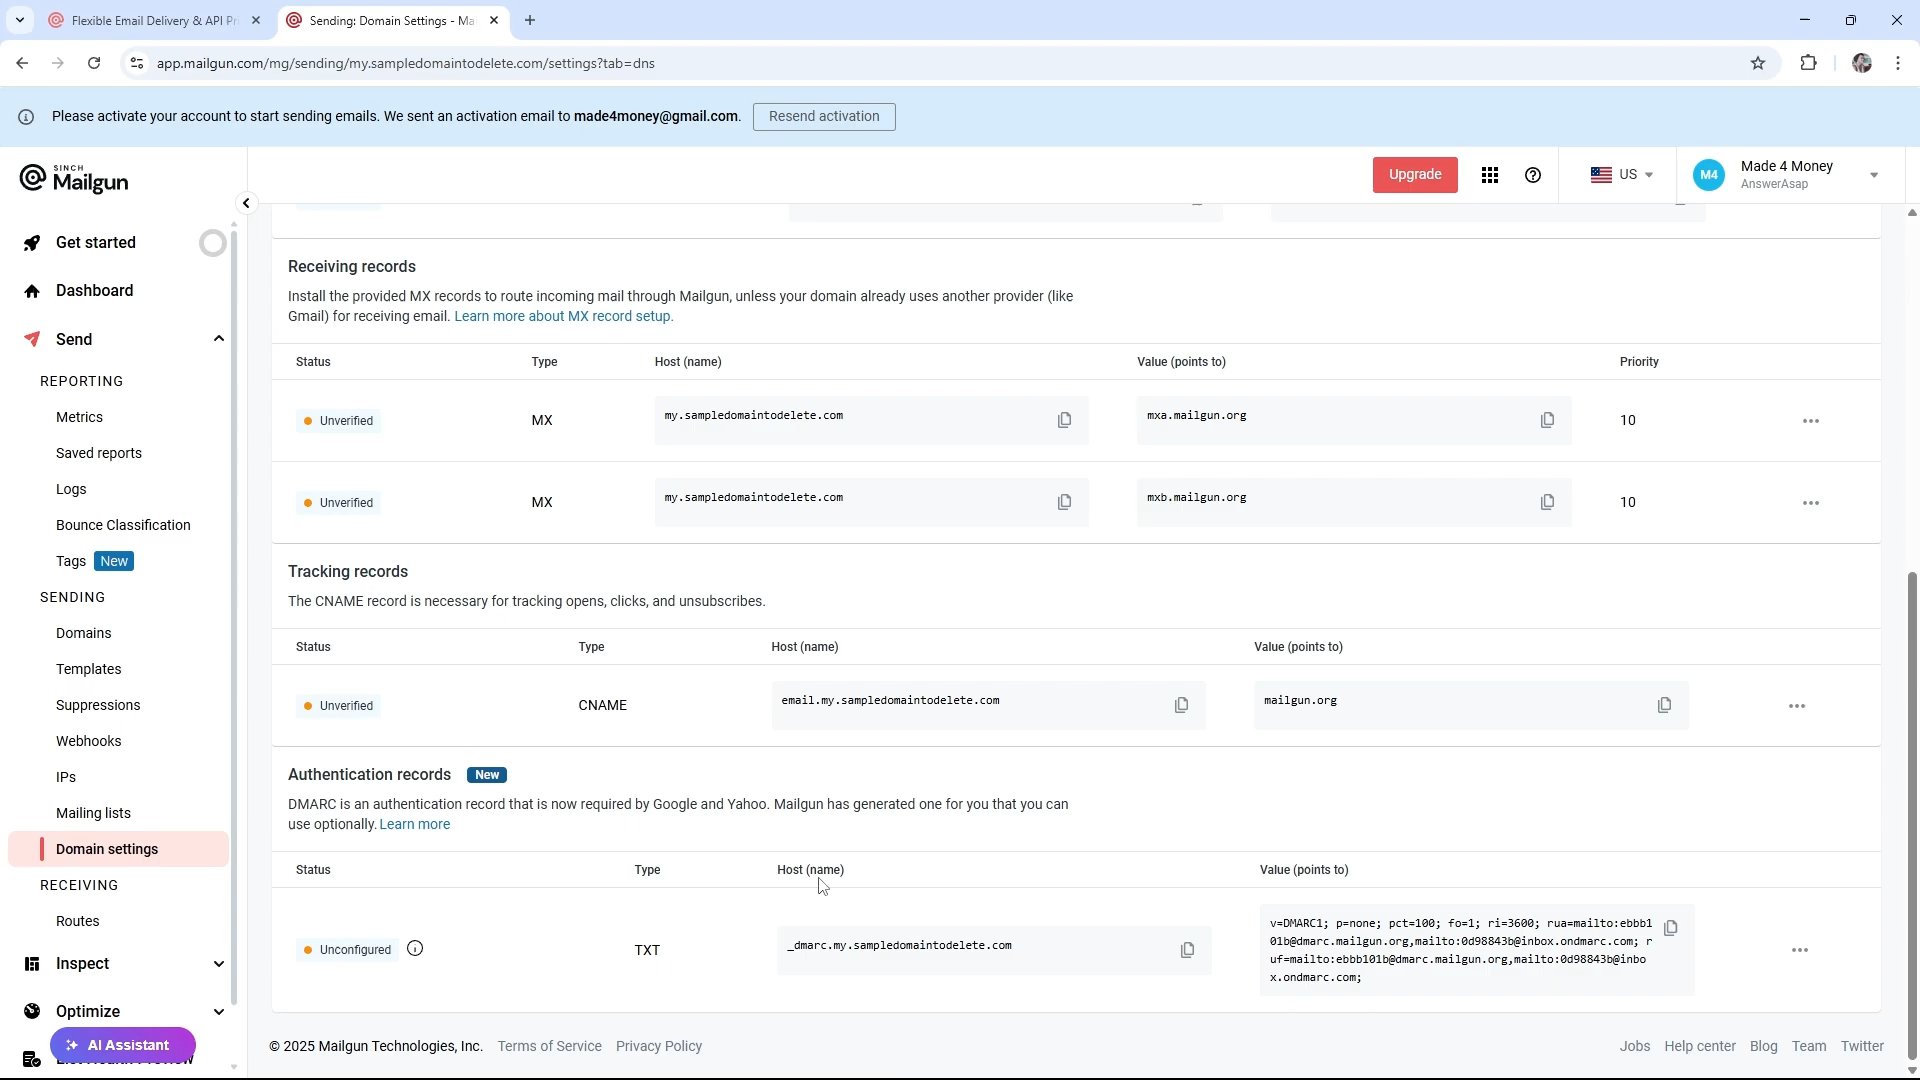 Flexible Email Delivery & API Pr
Sending: Domain Settings - Ma
app.mailgun.com/mg/sending/my.sampledomaintodelete.com/settings?tab=dns
Please activate your account to start sending emails. We sent an activation email to made4money@gmail.com.
Resend activation
SINCH
Mailgun
Upgrade
US
M4
Made 4 Money
AnswerAsap
Get started
Dashboard
Send
REPORTING
Metrics
Saved reports
Logs
Bounce Classification
Tags New
SENDING
Domains
Templates
Suppressions
Webhooks
IPs
Mailing lists
Domain settings
RECEIVING
Routes
Inspect
Optimize
AI Assistant
Receiving records
Install the provided MX records to route incoming mail through Mailgun, unless your domain already uses another provider (like
Gmail) for receiving email. Learn more about MX record setup.
Status Type Host (name) Value (points to) Priority
Unverified MX my.sampledomaintodelete.com mxa.mailgun.org 10
Unverified MX my.sampledomaintodelete.com mxb.mailgun.org 10
Tracking records
The CNAME record is necessary for tracking opens, clicks, and unsubscribes.
Status Type Host (name) Value (points to)
Unverified CNAME email.my.sampledomaintodelete.com mailgun.org
Authentication records New
DMARC is an authentication record that is now required by Google and Yahoo. Mailgun has generated one for you that you can
use optionally. Learn more
Status Type Host (name) Value (points to)
Unconfigured TXT _dmarc.my.sampledomaintodelete.com
v=DMARC1; p=none; pct=100; fo=1; ri=3600; rua=mailto:ebbb1
01b@dmarc.mailgun.org,mailto:0d98843b@inbox.ondmarc.com; r
uf=mailto:ebbb101b@dmarc.mailgun.org,mailto:0d98843b@inbo
x.ondmarc.com;
© 2025 Mailgun Technologies, Inc. Terms of Service Privacy Policy
Jobs Help center Blog Team Twitter